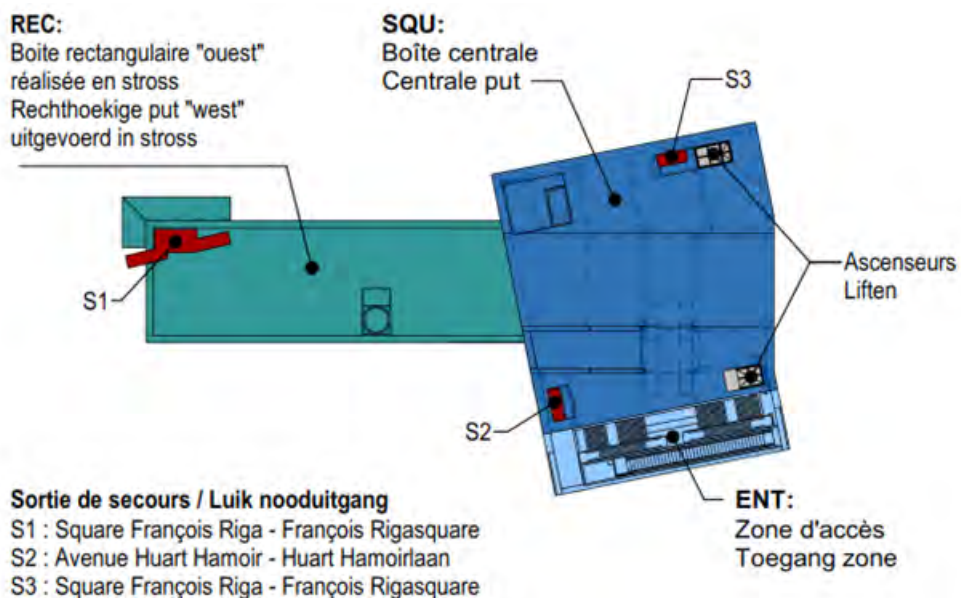 REC:
Boite rectangulaire "ouest"
réalisée en stross
Rechthoekige put "west"
uitgevoerd in stross
SQU:
Boîte centrale
Centrale put
S3
Ascenseurs
Liften
S1
S2
ENT:
Zone d'accès
Toegang zone
Sortie de secours / Luik nooduitgang
S1 : Square François Riga - François Rigasquare
S2 : Avenue Huart Hamoir - Huart Hamoirlaan
S3 : Square François Riga - François Rigasquare